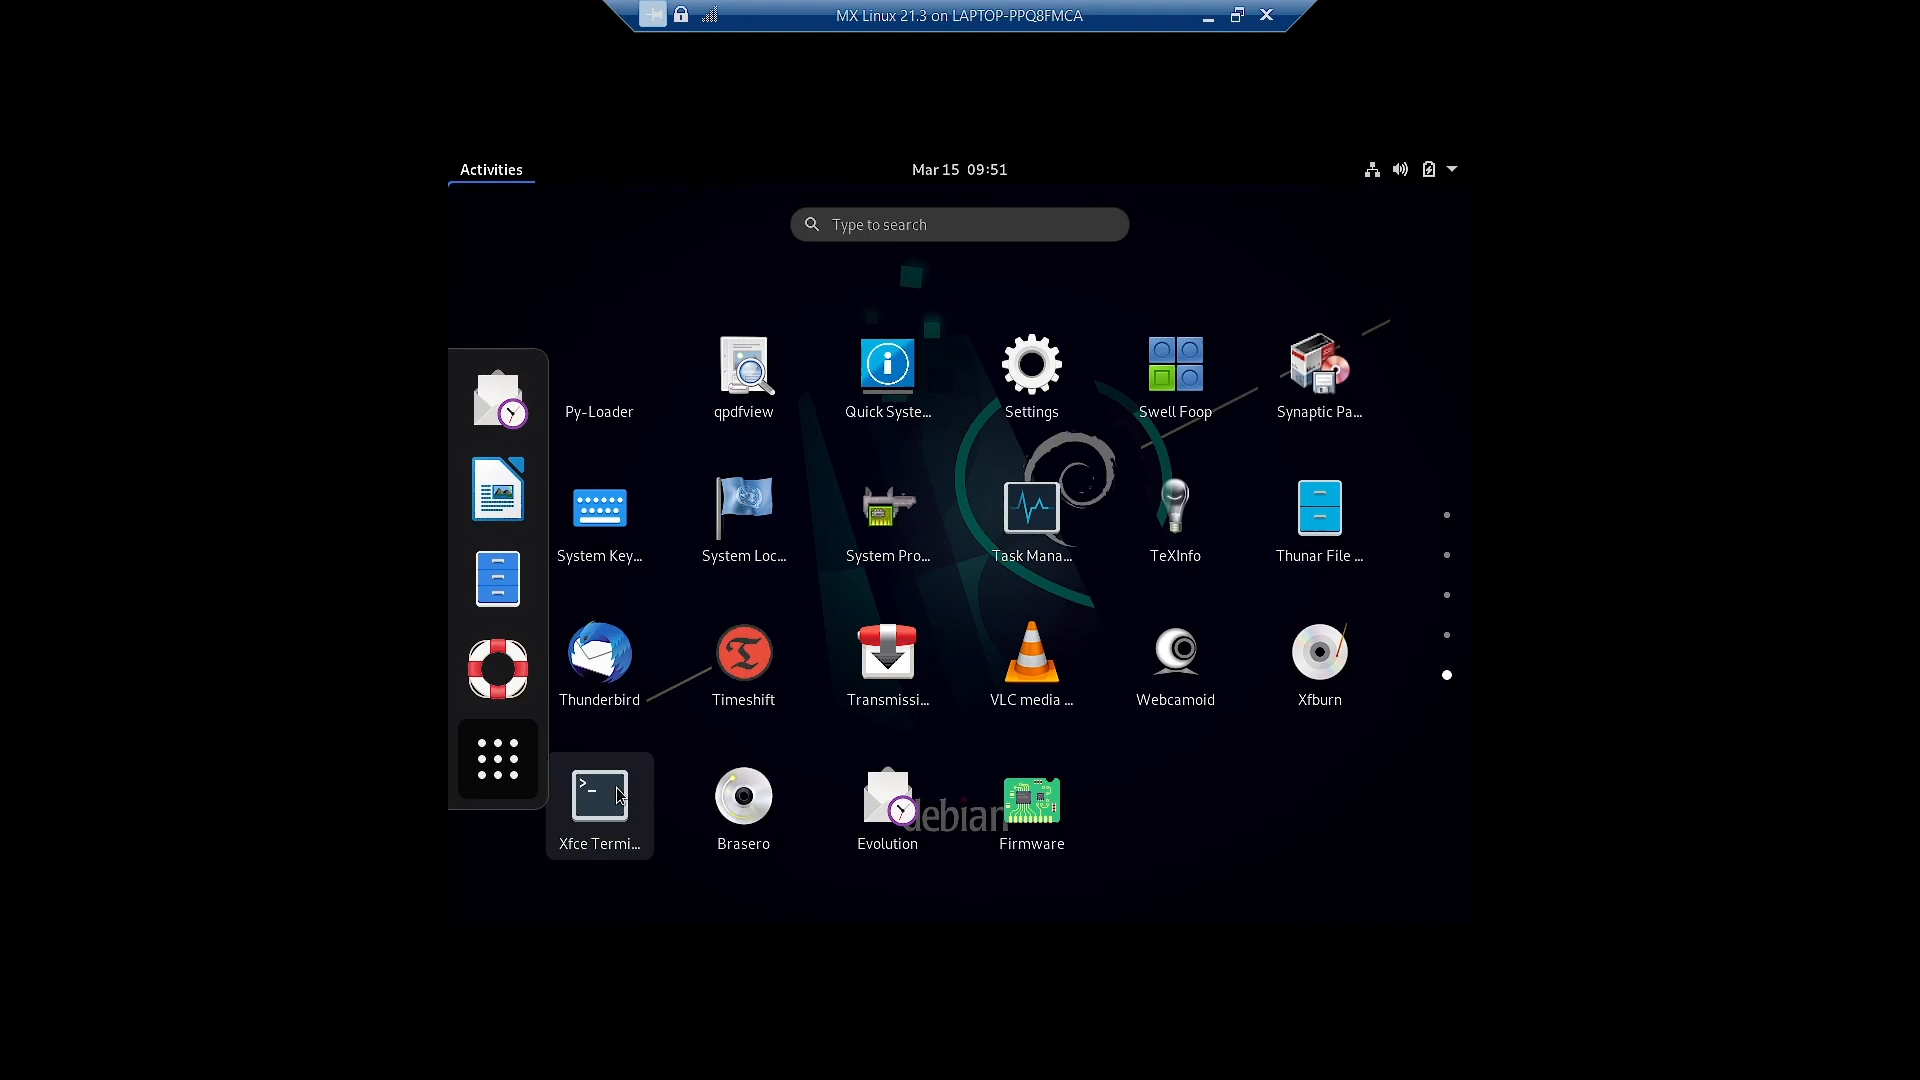 MX Linux 21.3 on LAPTOP-PPQ8FMCA
Activities
Mar 15 09:51
Type to search
Py-Loader
qpdfview
Quick Syste...
Settings
Swell Foop
Synaptic Pa...
System Key...
System Loc...
System Pro...
Task Mana...
TeXInfo
Thunar File ...
Thunderbird
Timeshift
Transmissi...
VLC media ...
Webcamoid
Xfburn
Xfce Termi...
Brasero
Evolution
Firmware
debian